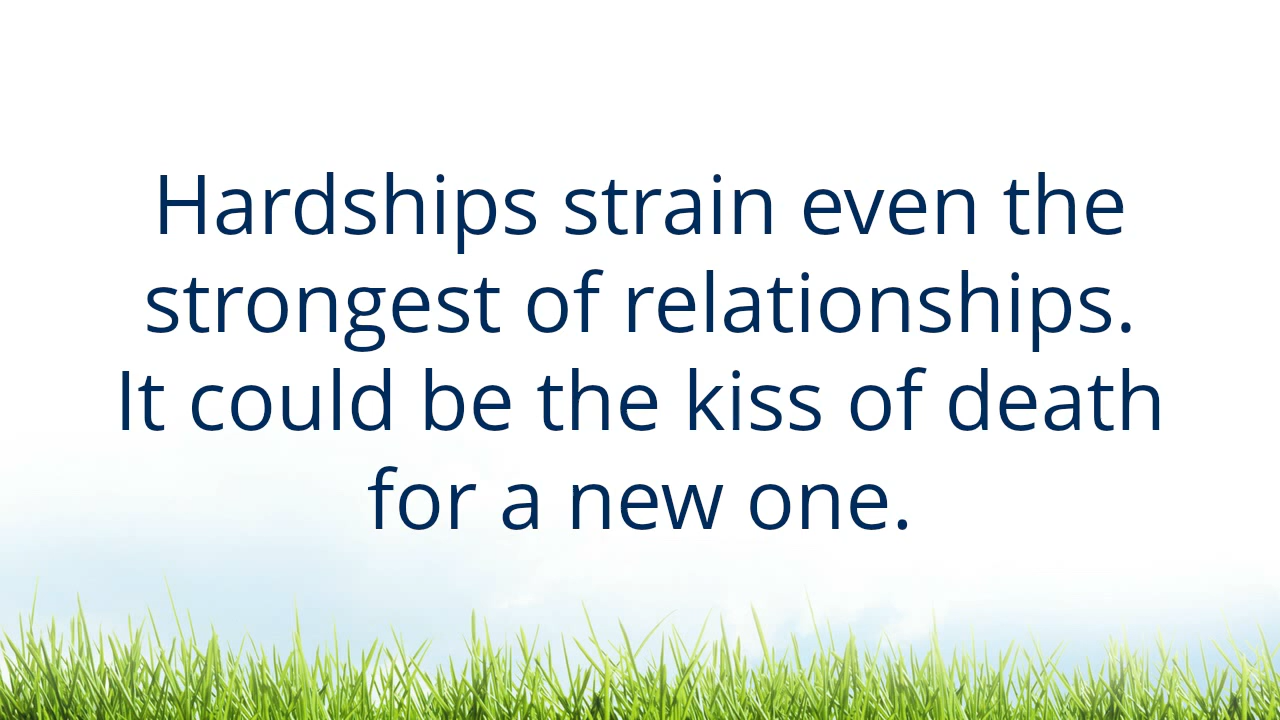 Hardships strain even the
strongest of relationships.
It could be the kiss of death
for a new one.